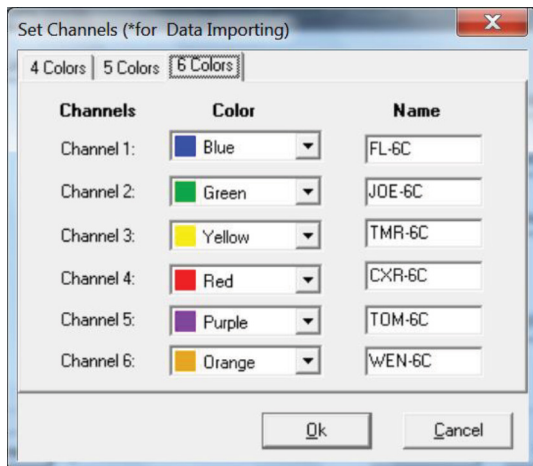 Set Channels (*for Data Importing)
4 Colors 5 Colors 6 Colors
Channels Color Name
Channel 1: Blue FL-6C
Channel 2: Green JOE-6C
Channel 3: Yellow TMR-6C
Channel 4: Red CXR-6C
Channel 5: Purple TOM-6C
Channel 6: Orange WEN-6C
Ok Cancel